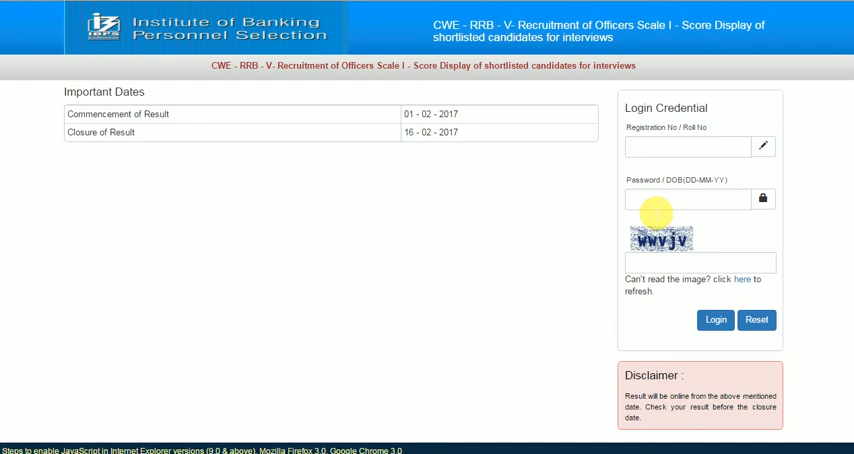 Institute of Banking
Personnel Selection
IBPS
CWE - RRB - V- Recruitment of Officers Scale I - Score Display of
shortlisted candidates for interviews
CWE - RRB - V- Recruitment of Officers Scale I - Score Display of shortlisted candidates for interviews
Important Dates
Commencement of Result 01 - 02 - 2017
Closure of Result 16 - 02 - 2017
Login Credential
Registration No / Roll No
Password / DOB(DD-MM-YY)
wwvjv
Can't read the image? click here to
refresh.
Login Reset
Disclaimer :
Result will be online from the above mentioned
date. Check your result before the closure
date.
Steps to enable JavaScript in Internet Explorer versions (9.0 & above), Mozilla Firefox 3.0, Google Chrome 3.0